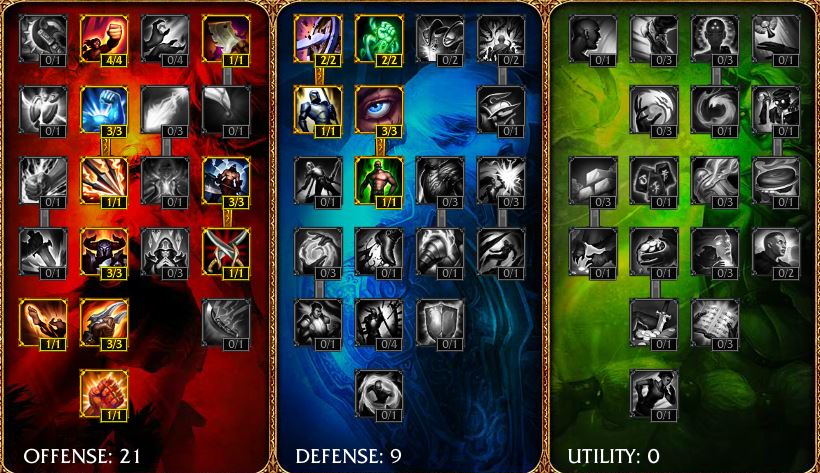 0/1 4/4 0/4 1/1
0/1 3/3 0/3 0/1
0/1 1/1 0/1 3/3
0/1 3/3 0/3 1/1
1/1 3/3 0/1
1/1
OFFENSE: 21
2/2 2/2 0/2 0/2
1/1 3/3 0/1
0/1 1/1 0/3 0/3
0/3 0/1 0/1 0/1
0/1 0/4 0/1
0/1
DEFENSE: 9
0/1 0/3 0/3 0/1
0/3 0/1 0/1
0/3 0/3 0/1 0/1
0/1 0/1 0/3 0/2
0/1 0/3
0/1
UTILITY: 0